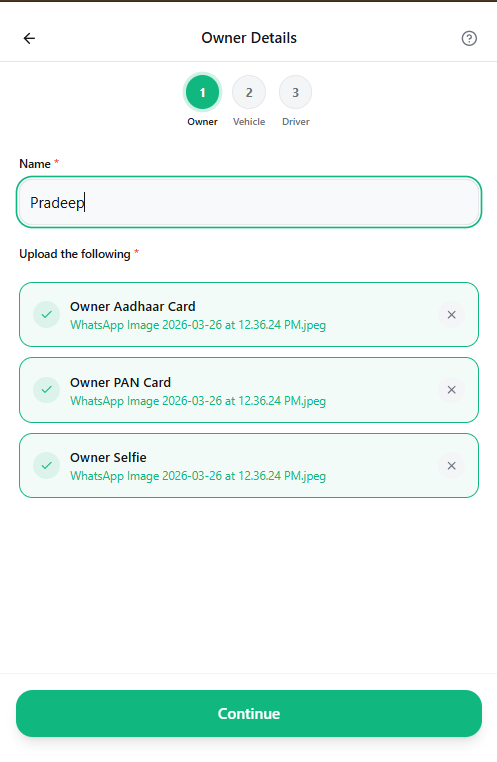 Owner Details
1
2
3
Owner
Vehicle
Driver
Name *
Pradeep
Upload the following *
Owner Aadhaar Card
WhatsApp Image 2026-03-26 at 12.36.24 PM.jpeg
Owner PAN Card
WhatsApp Image 2026-03-26 at 12.36.24 PM.jpeg
Owner Selfie
WhatsApp Image 2026-03-26 at 12.36.24 PM.jpeg
Continue